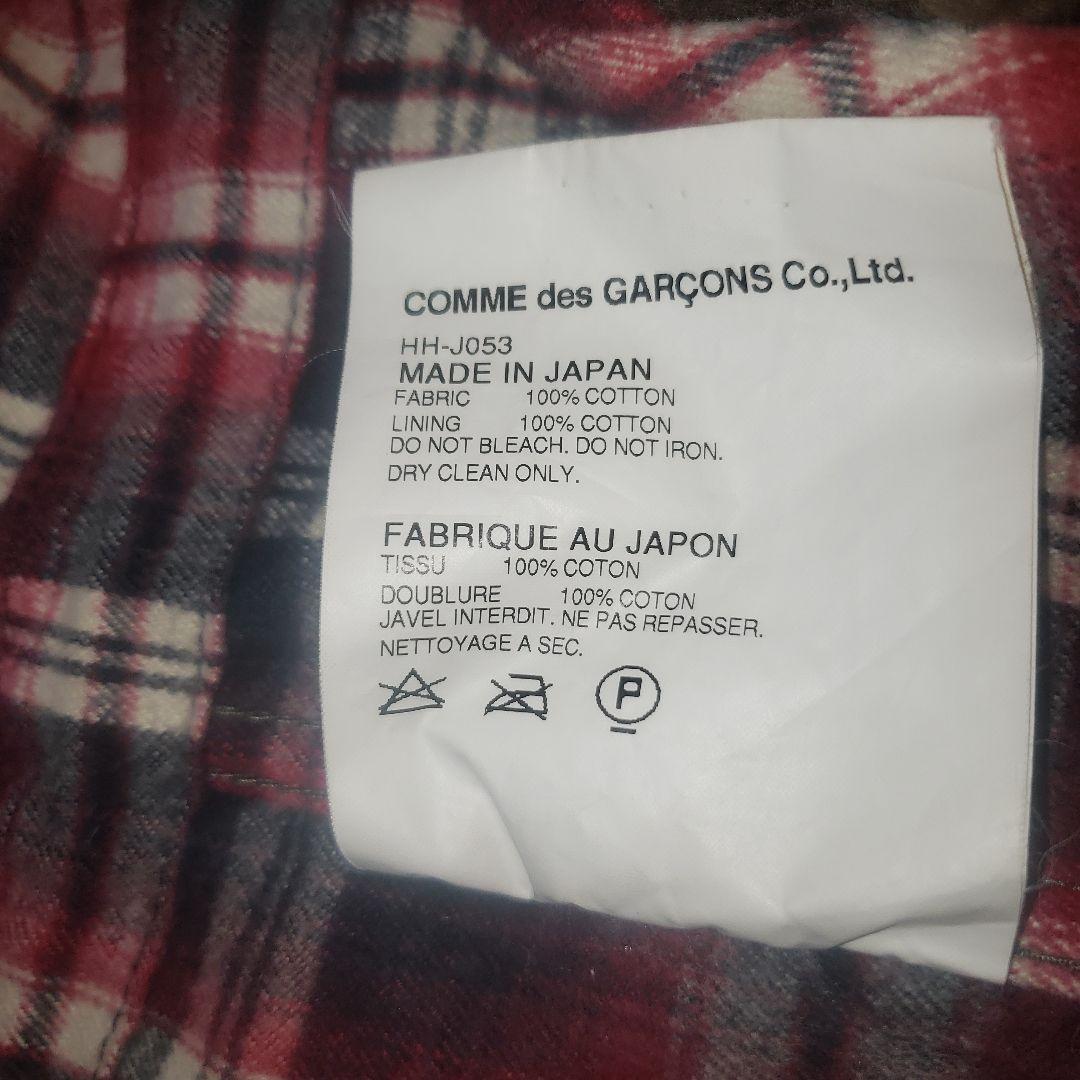 COMME des GARÇONS Co.,Ltd.
HH-J053
MADE IN JAPAN
FABRIC 100% COTTON
LINING 100% COTTON
DO NOT BLEACH. DO NOT IRON.
DRY CLEAN ONLY.
FABRIQUE AU JAPON
TISSU 100% COTON
DOUBLURE 100% COTON
JAVEL INTERDIT. NE PAS REPASSER.
NETTOYAGE A SEC.
P